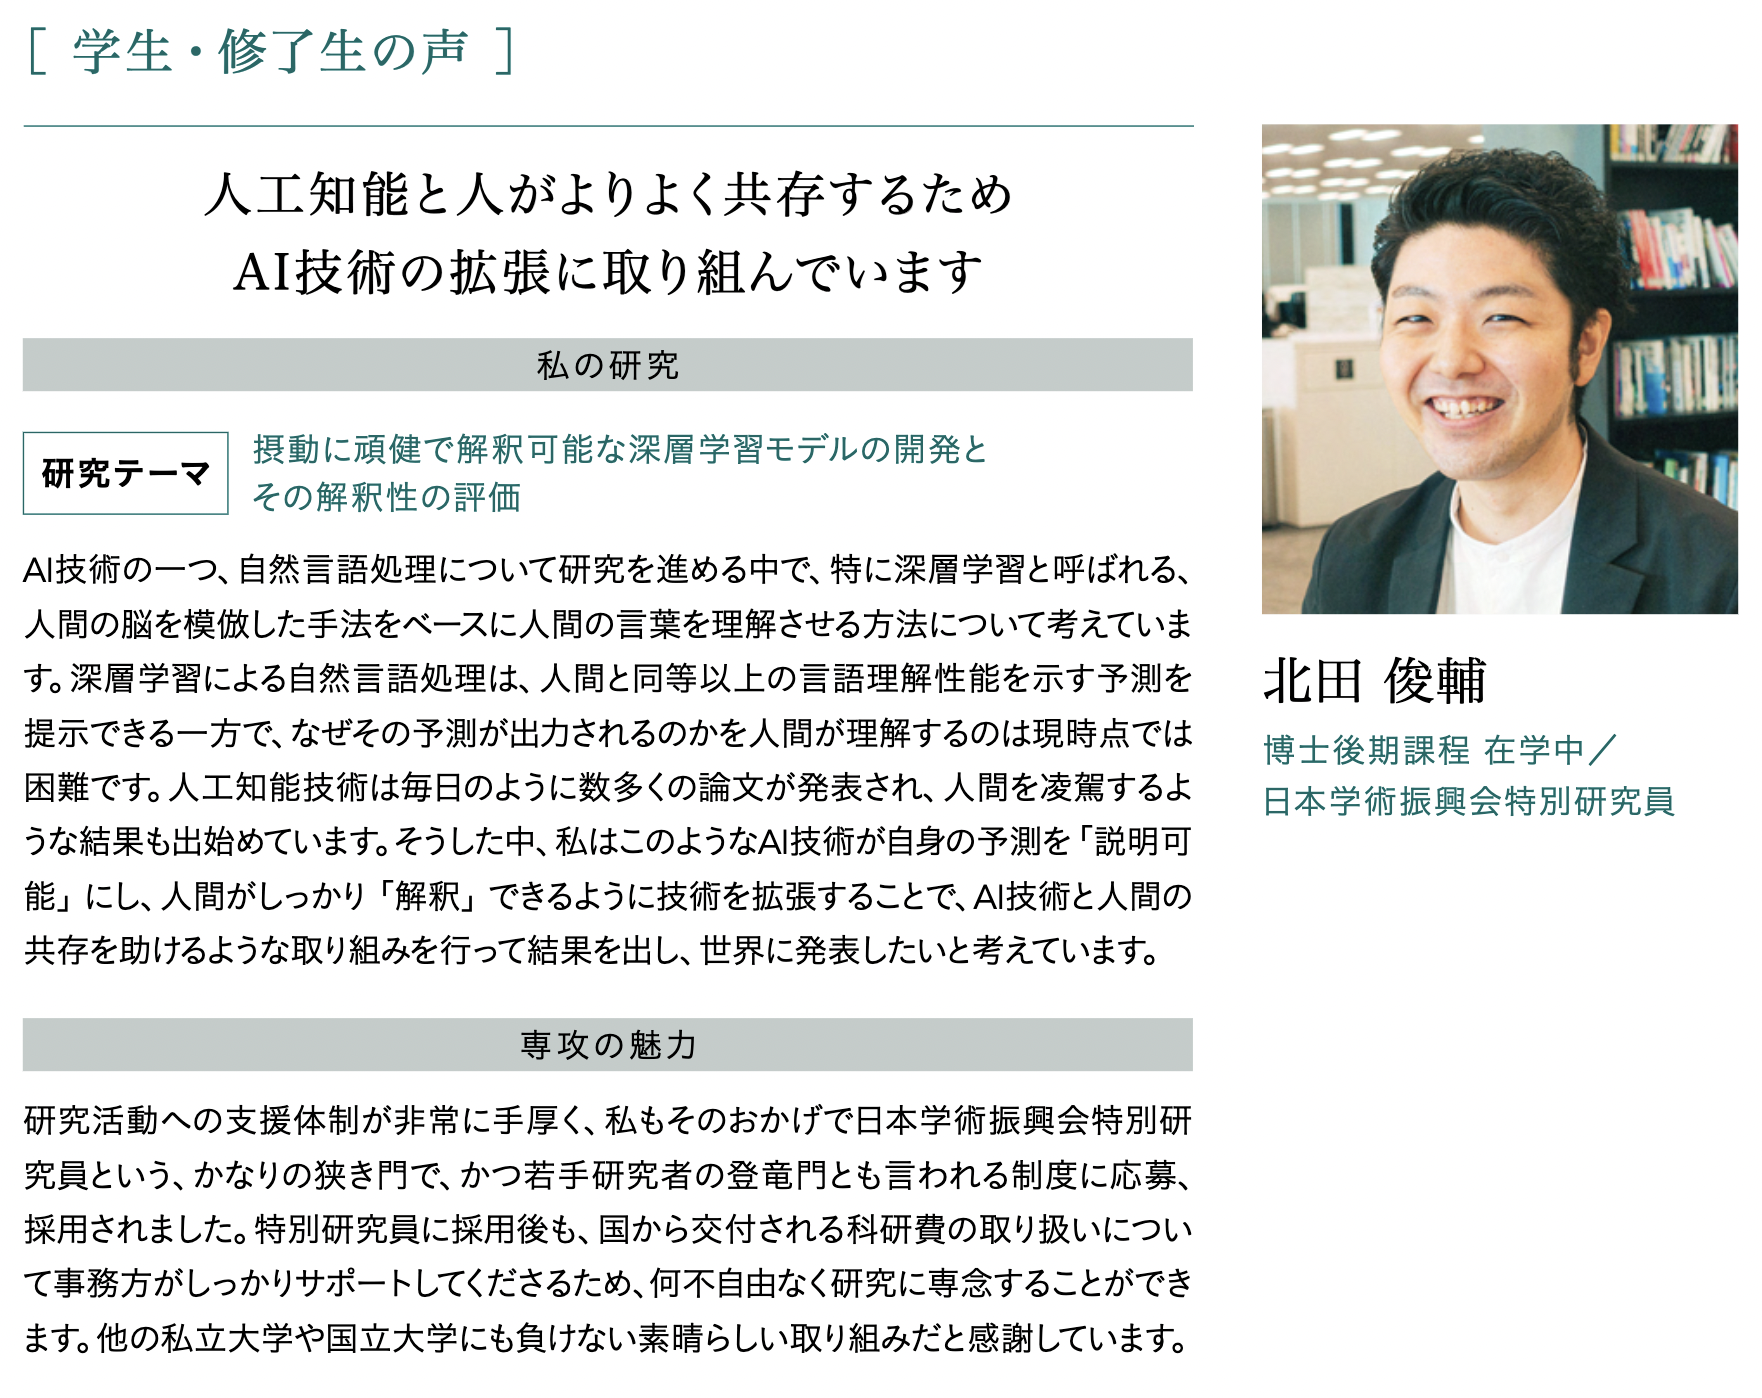 [ 学生・修了生の声 ]
人工知能と人がよりよく共存するため
AI技術の拡張に取り組んでいます
私の研究
研究テーマ
摂動に頑健で解釈可能な深層学習モデルの開発と
その解釈性の評価
AI技術の一つ、自然言語処理について研究を進める中で、特に深層学習と呼ばれる、
人間の脳を模倣した手法をベースに人間の言葉を理解させる方法について考えていま
す。深層学習による自然言語処理は、人間と同等以上の言語理解性能を示す予測を
提示できる一方で、なぜその予測が出力されるのかを人間が理解するのは現時点では
困難です。人工知能技術は毎日のように数多くの論文が発表され、人間を凌駕するよ
うな結果も出始めています。そうした中、私はこのようなAI技術が自身の予測を「説明可
能」にし、人間がしっかり「解釈」できるように技術を拡張することで、AI技術と人間の
共存を助けるような取り組みを行って結果を出し、世界に発表したいと考えています。
専攻の魅力
研究活動への支援体制が非常に手厚く、私もそのおかげで日本学術振興会特別研
究員という、かなりの狭き門で、かつ若手研究者の登竜門とも言われる制度に応募、
採用されました。特別研究員に採用後も、国から交付される科研費の取り扱いについ
て事務方がしっかりサポートしてくださるため、何不自由なく研究に専念することができ
ます。他の私立大学や国立大学にも負けない素晴らしい取り組みだと感謝しています。
北田 俊輔
博士後期課程 在学中／
日本学術振興会特別研究員